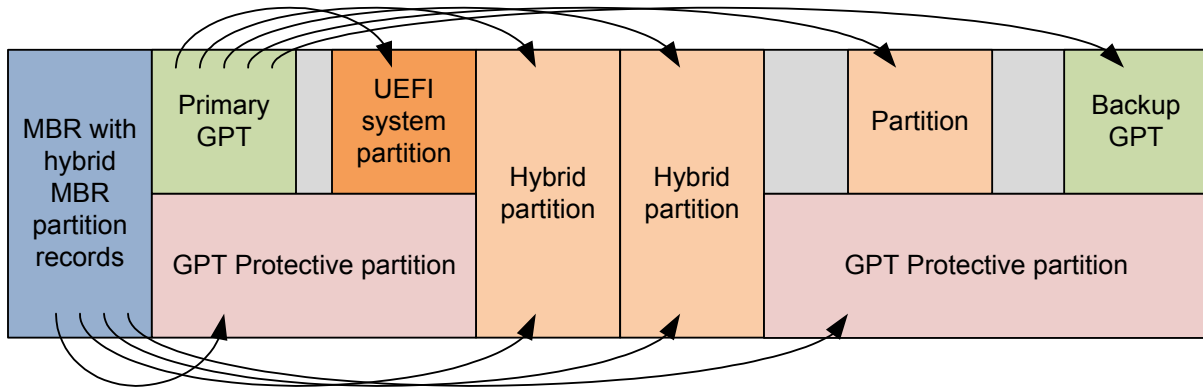 MBR with
hybrid
MBR
partition
records
Primary
GPT
UEFI
system
partition
Hybrid
partition
Hybrid
partition
Partition
Backup
GPT
GPT Protective partition
GPT Protective partition